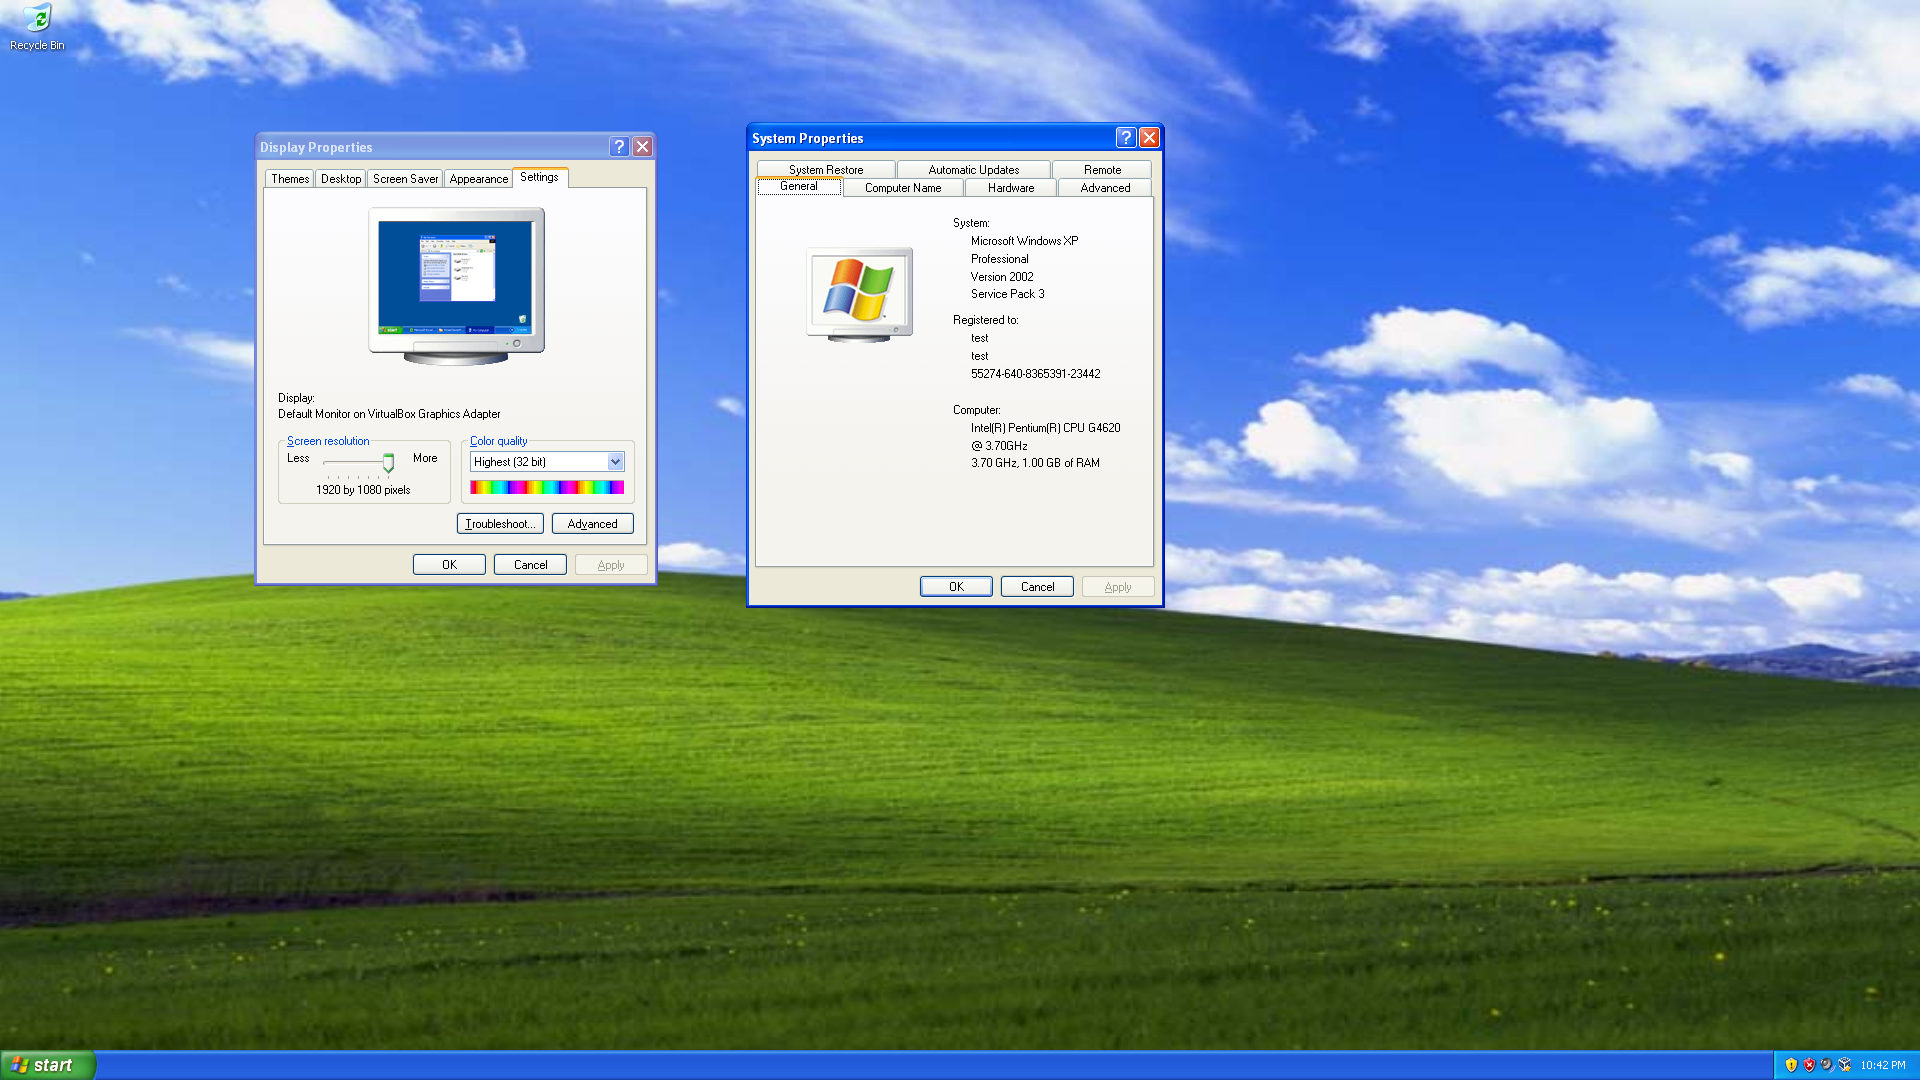 Recycle Bin
Display Properties
Themes
Desktop
Screen Saver
Appearance
Settings
Display:
Default Monitor on VirtualBox Graphics Adapter
Screen resolution
Less
More
1920 by 1080 pixels
Color quality
Highest (32 bit)
Troubleshoot...
Advanced
OK
Cancel
Apply
System Properties
System Restore
Automatic Updates
Remote
General
Computer Name
Hardware
Advanced
System:
Microsoft Windows XP
Professional
Version 2002
Service Pack 3
Registered to:
test
test
55274-640-8365391-23442
Computer:
Intel(R) Pentium(R) CPU G4620
@ 3.70GHz
3.70 GHz, 1.00 GB of RAM
OK
Cancel
Apply
start
10:42 PM